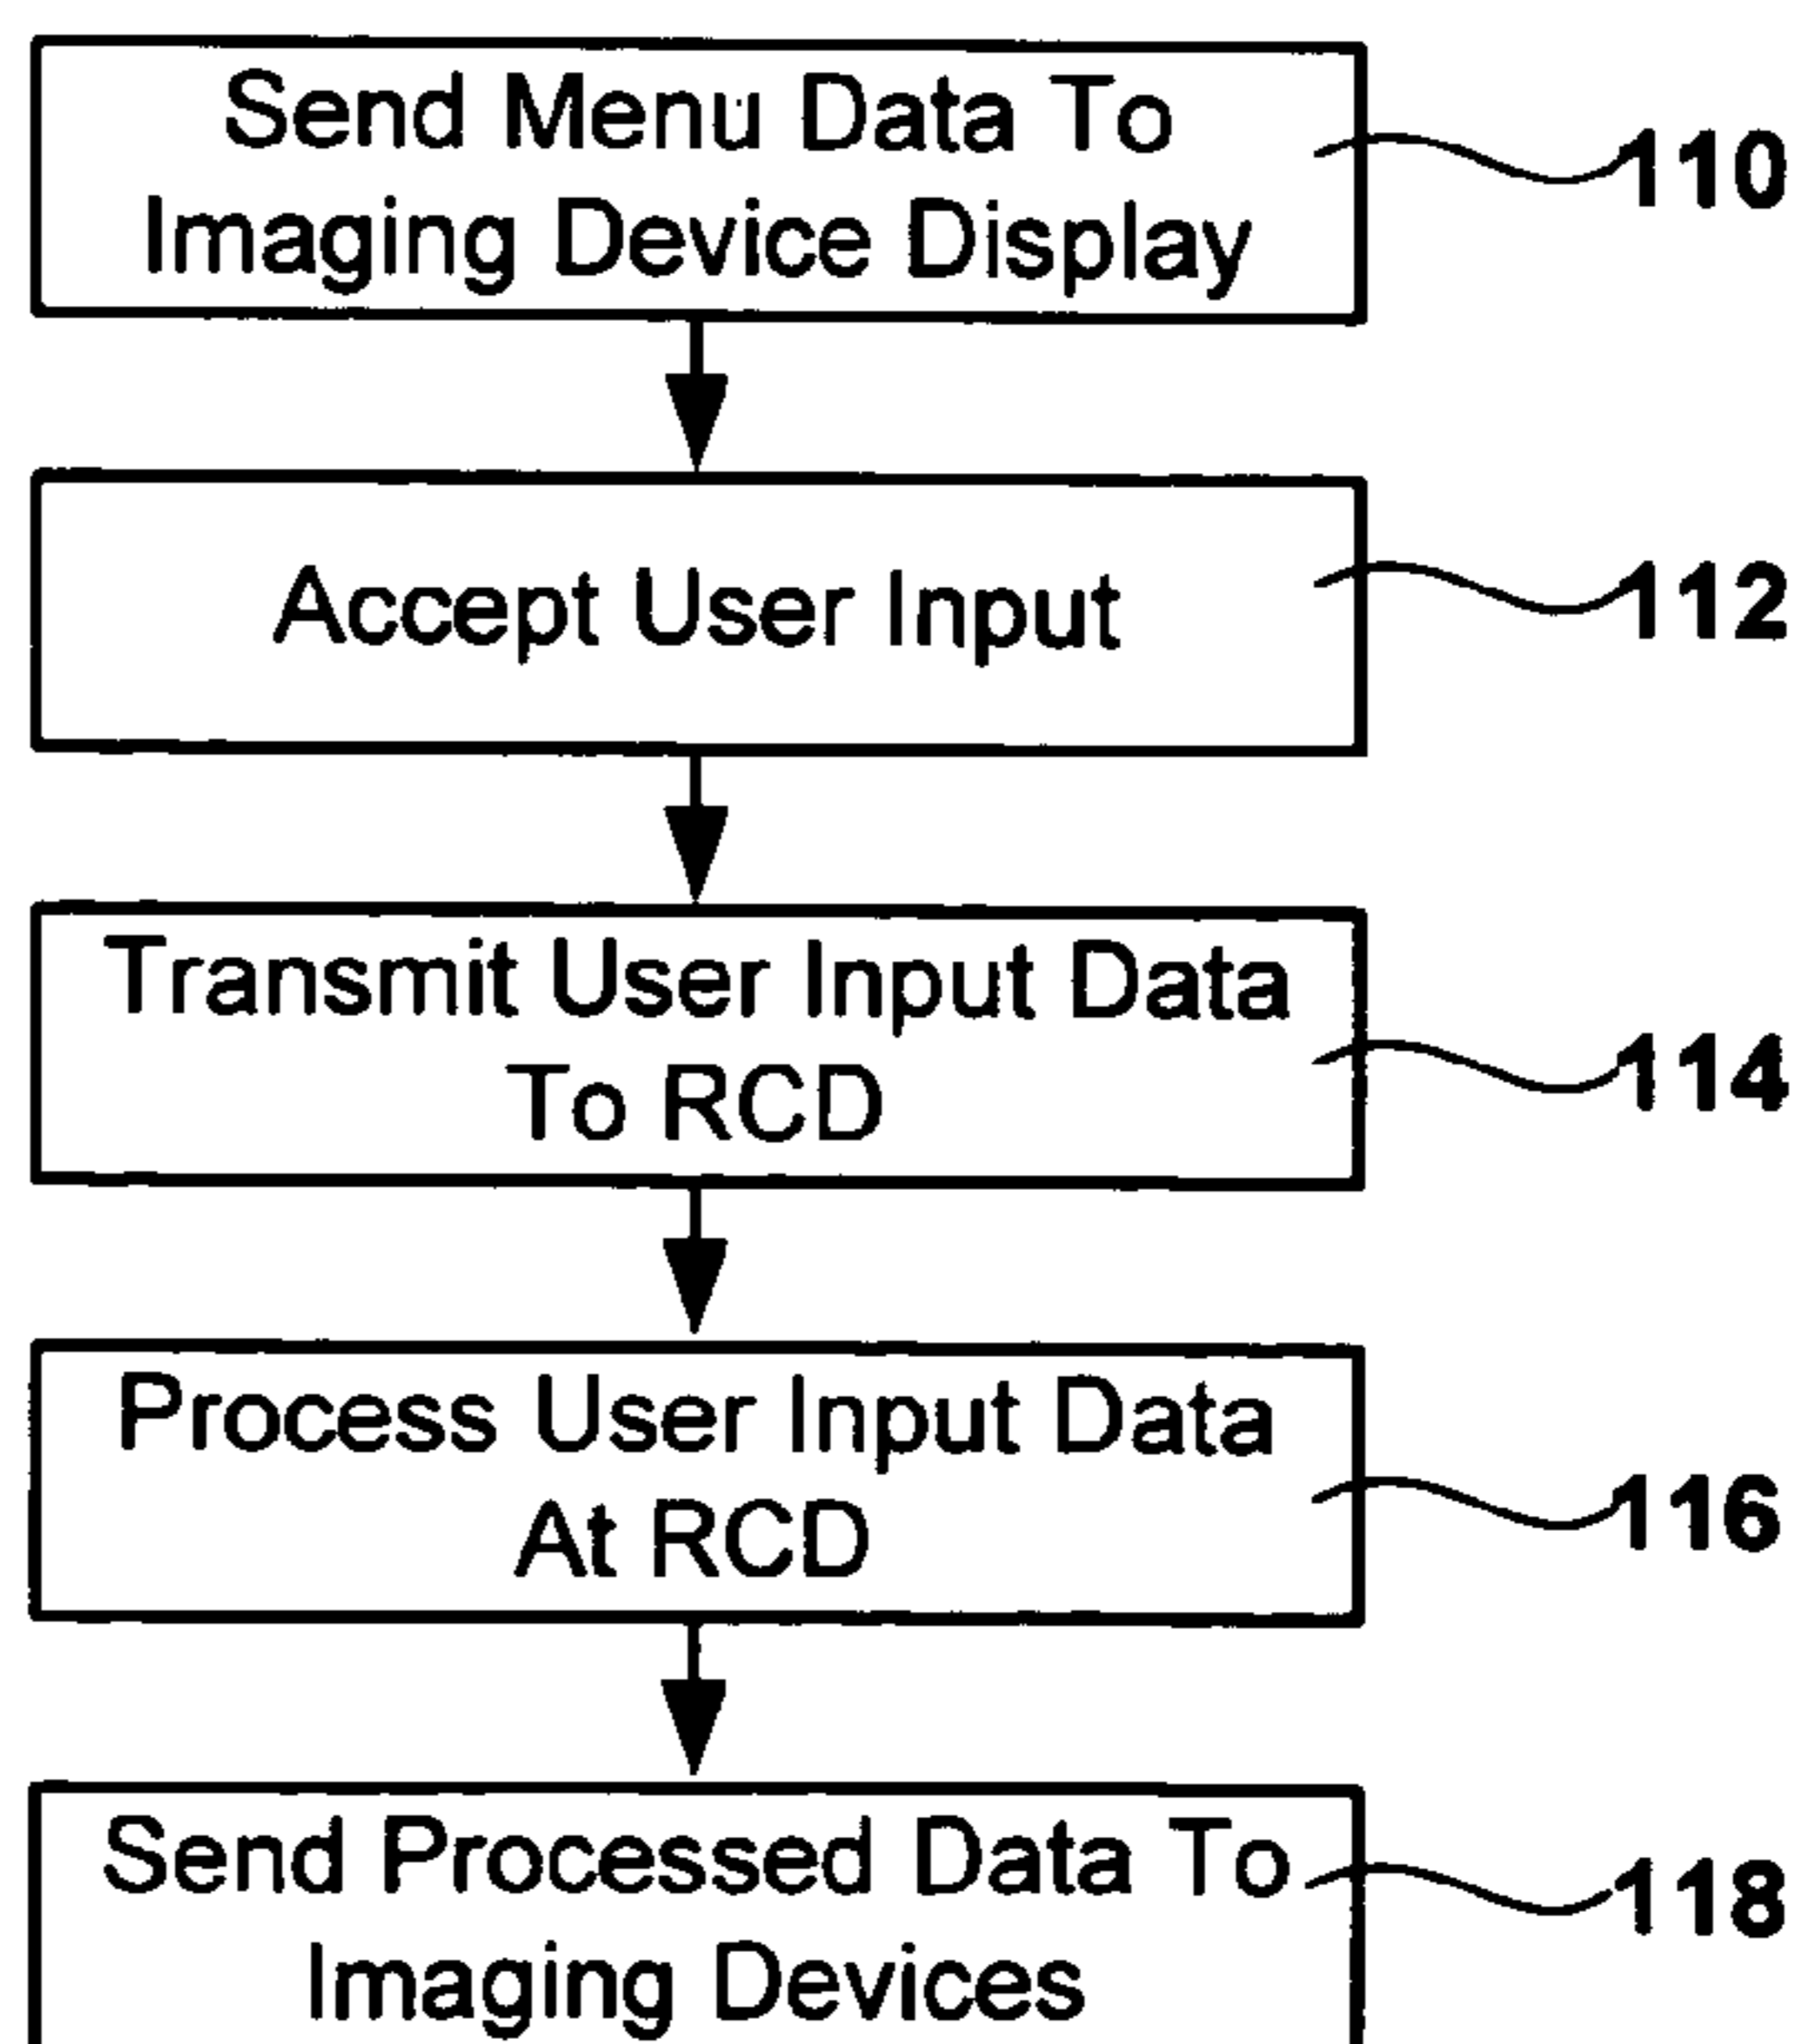 Send Menu Data To
Imaging Device Display
110
Accept User Input
112
Transmit User Input Data
To RCD
114
Process User Input Data
At RCD
116
Send Processed Data To
Imaging Devices
118